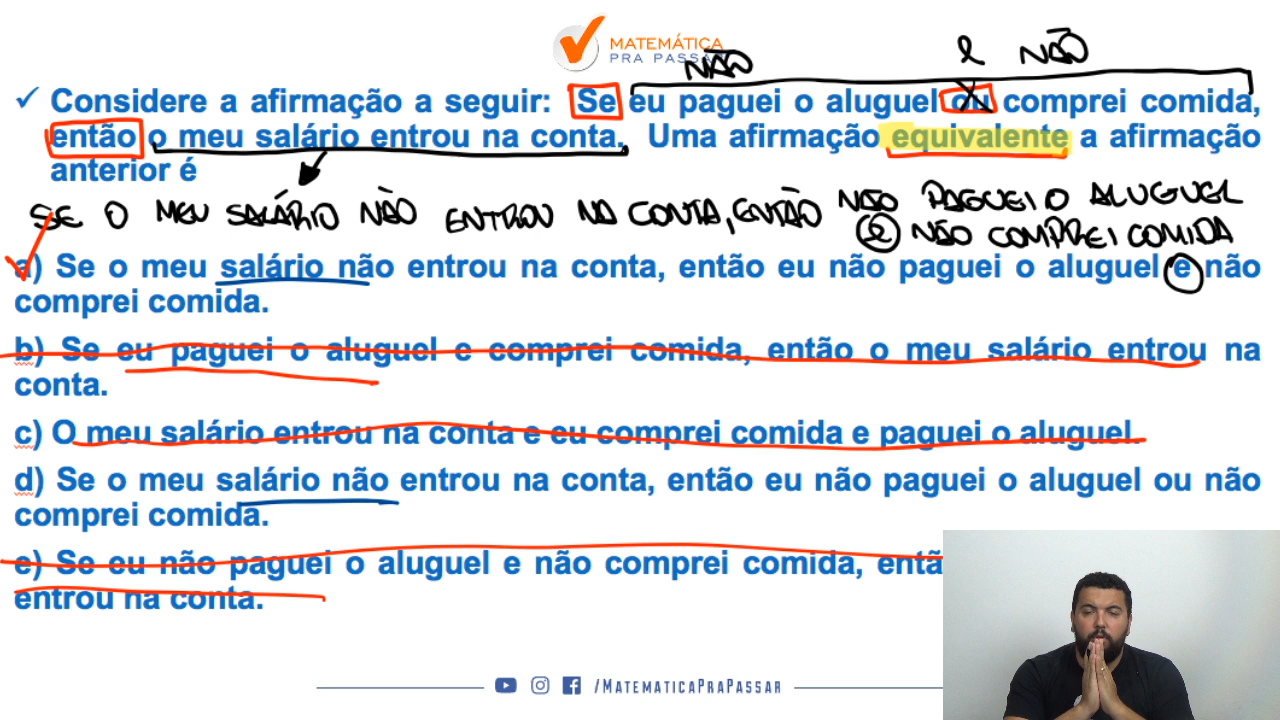 MATEMÁTICA
PRA PASSAR
NÃO e NÃO
✓ Considere a afirmação a seguir: Se eu paguei o aluguel ou comprei comida,
então o meu salário entrou na conta. Uma afirmação equivalente a afirmação
anterior é
SE O MEU SALÁRIO NÃO ENTROU NA CONTA, ENTÃO NÃO PAGUEI O ALUGUEL
e NÃO COMPREI COMIDA
a) Se o meu salário não entrou na conta, então eu não paguei o aluguel e não
comprei comida.
b) Se eu paguei o aluguel e comprei comida, então o meu salário entrou na
conta.
c) O meu salário entrou na conta e eu comprei comida e paguei o aluguel.
d) Se o meu salário não entrou na conta, então eu não paguei o aluguel ou não
comprei comida.
e) Se eu não paguei o aluguel e não comprei comida, entã
entrou na conta.
/MATEMATICAPRAPASSAR